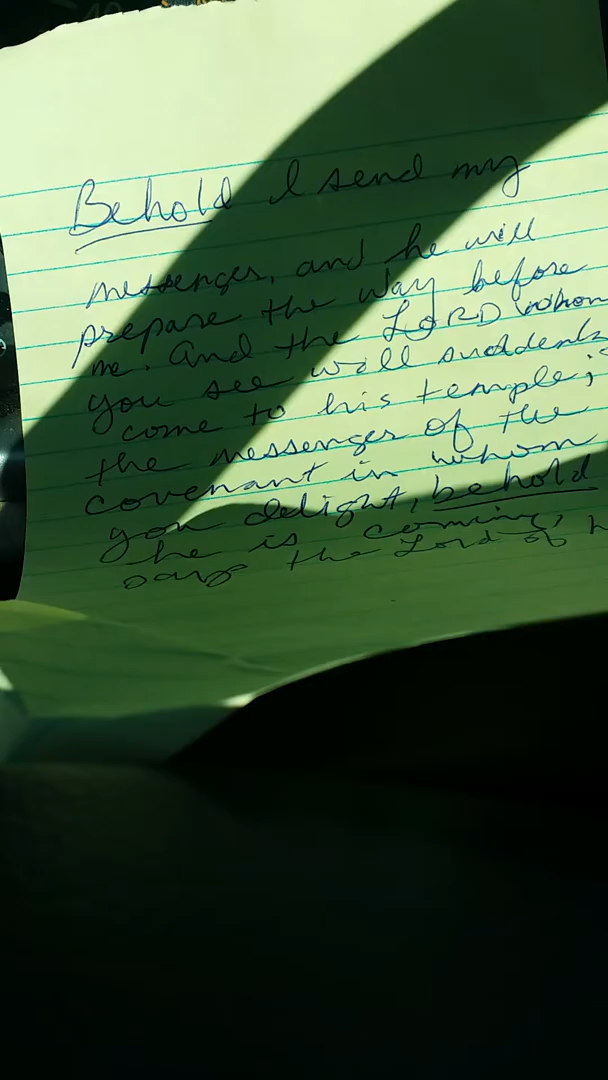 Behold I send my
messenger, and he will
prepare the way before
me. And the LORD whom
you see will suddenly
come to his temple;
the messenger of the
covenant in whom
you delight, behold
he is coming,
says the Lord of h